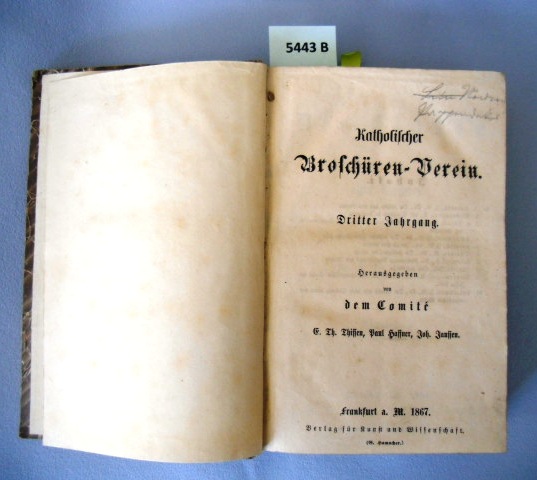 5443 B
Katholischer
Broschüren-Verein.
Dritter Jahrgang.
Herausgegeben
von
dem Comité
E. Th. Thissen, Paul Haffner, Joh. Janssen.
Frankfurt a. M. 1867.
Verlag für Kunst und Wissenschaft.
(G. Hamacher.)